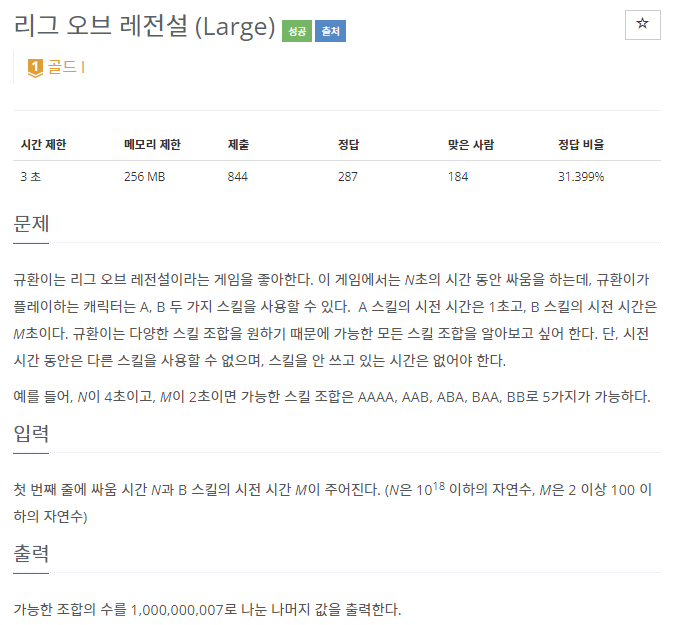 리그 오브 레전설 (Large) 성공 출처
☆
1 골드 I
시간 제한 메모리 제한 제출 정답 맞은 사람 정답 비율
3 초 256 MB 844 287 184 31.399%
문제
규환이는 리그 오브 레전설이라는 게임을 좋아한다. 이 게임에서는 N초의 시간 동안 싸움을 하는데, 규환이가
플레이하는 캐릭터는 A, B 두 가지 스킬을 사용할 수 있다. A 스킬의 시전 시간은 1초고, B 스킬의 시전 시간은
M초이다. 규환이는 다양한 스킬 조합을 원하기 때문에 가능한 모든 스킬 조합을 알아보고 싶어 한다. 단, 시전
시간 동안은 다른 스킬을 사용할 수 없으며, 스킬을 안 쓰고 있는 시간은 없어야 한다.
예를 들어, N이 4초이고, M이 2초이면 가능한 스킬 조합은 AAAA, AAB, ABA, BAA, BB로 5가지가 가능하다.
입력
첫 번째 줄에 싸움 시간 N과 B 스킬의 시전 시간 M이 주어진다. (N은 10¹⁸ 이하의 자연수, M은 2 이상 100 이
하의 자연수)
출력
가능한 조합의 수를 1,000,000,007로 나눈 나머지 값을 출력한다.